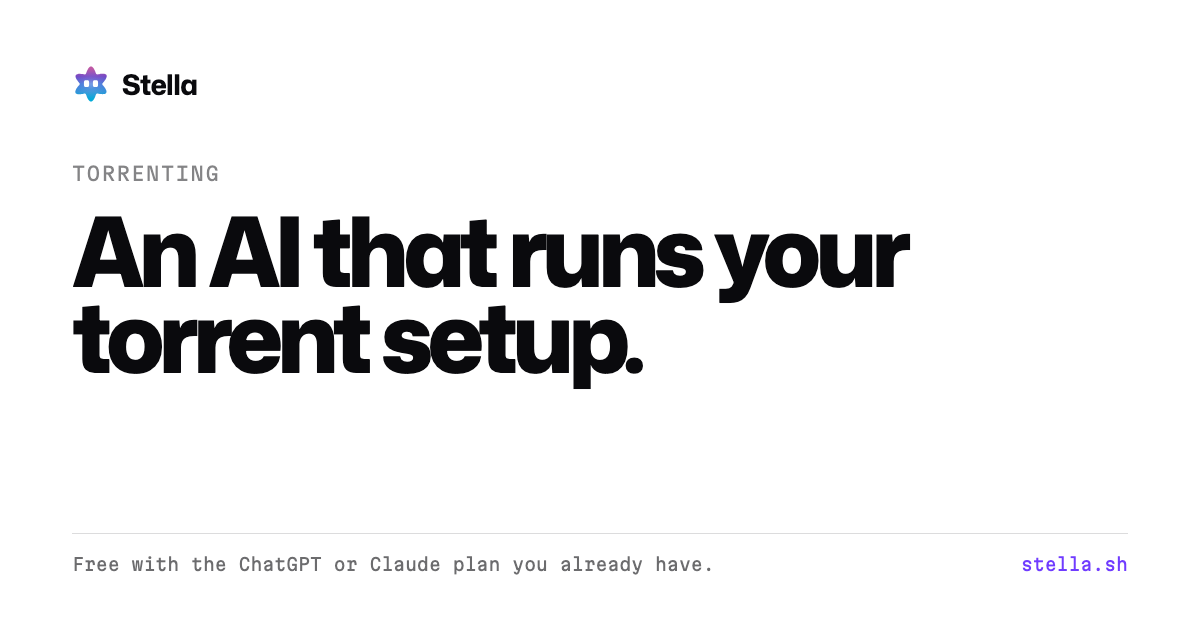 Stella
TORRENTING
An AI that runs your
torrent setup.
Free with the ChatGPT or Claude plan you already have.
stella.sh